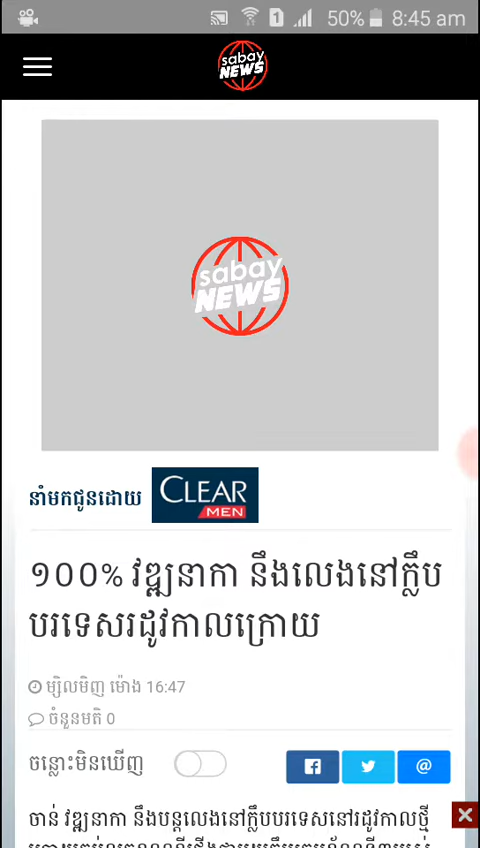 1 50% 8:45 am
sabay
NEWS
sabay
NEWS
នាំមកជូនដោយ CLEAR
MEN
១០០% វឌ្ឍនាកា នឹងលេងនៅក្លឹប
បរទេសរដូវកាលក្រោយ
ម្សិលមិញ ម៉ោង 16:47
ចំនួនមតិ 0
ចន្លោះមិនឃើញ
ចាន់ វឌ្ឍនាកា នឹងបន្តលេងនៅក្លឹបបរទេសនៅរដូវកាលថ្មី